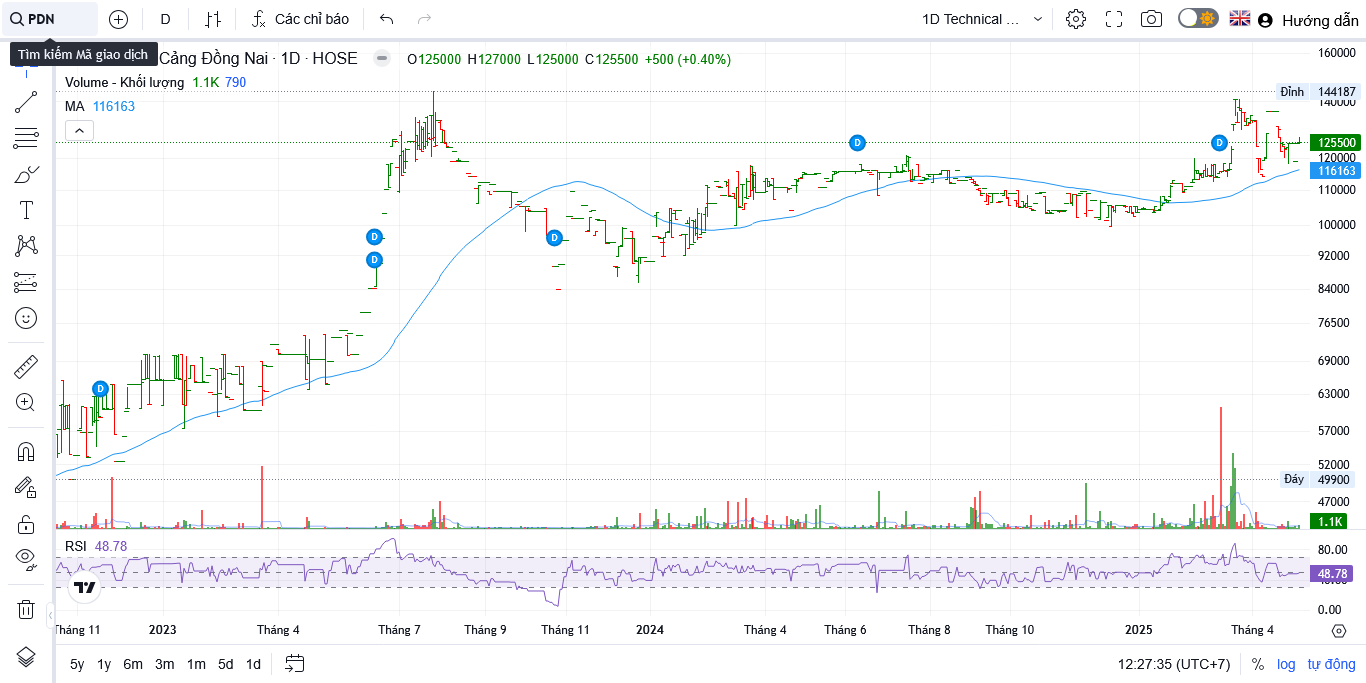 PDN
D
Các chỉ báo
1D Technical ...
Hướng dẫn
Tìm kiếm Mã giao dịch
Cảng Đồng Nai · 1D · HOSE
O125000 H127000 L125000 C125500 +500 (+0.40%)
Volume - Khối lượng 1.1K 790
MA 116163
160000
Đỉnh 144187
140000
125500
120000
116163
110000
100000
92000
84000
76500
69000
63000
57000
52000
Đáy 49900
47000
1.1K
D
D
D
D
D
D
RSI 48.78
80.00
48.78
0.00
Tháng 11
2023
Tháng 4
Tháng 7
Tháng 9
Tháng 11
2024
Tháng 4
Tháng 6
Tháng 8
Tháng 10
2025
Tháng 4
5y 1y 6m 3m 1m 5d 1d
12:27:35 (UTC+7)
% log tự động